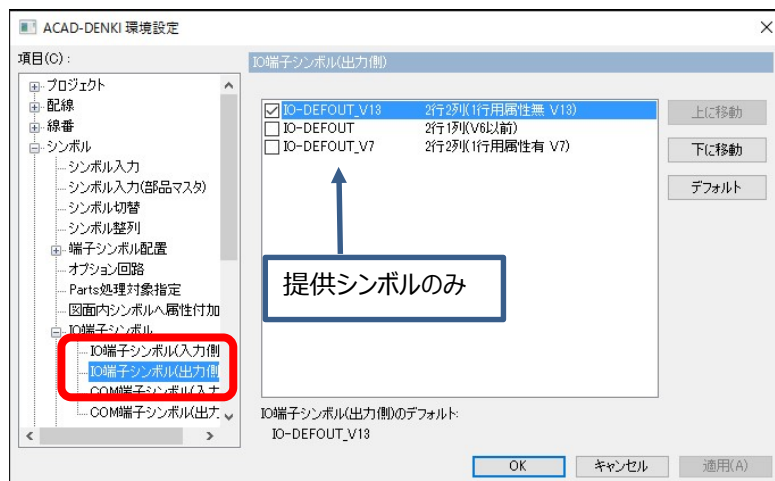 ACAD-DENKI 環境設定
項目(C):
プロジェクト
配線
線番
シンボル
シンボル入力
シンボル入力(部品マスタ)
シンボル切替
シンボル整列
端子シンボル配置
オプション回路
Parts処理対象指定
図面内シンボルへ属性付加
IO端子シンボル
IO端子シンボル(入力側
IO端子シンボル(出力側
COM端子シンボル(入力
COM端子シンボル(出力
IO端子シンボル(出力側)
IO-DEFOUT_V13 2行2列(1行用属性無 V13)
IO-DEFOUT 2行1列(V6以前)
IO-DEFOUT_V7 2行2列(1行用属性有 V7)
提供シンボルのみ
上に移動
下に移動
デフォルト
IO端子シンボル(出力側)のデフォルト:
IO-DEFOUT_V13
OK キャンセル 適用(A)